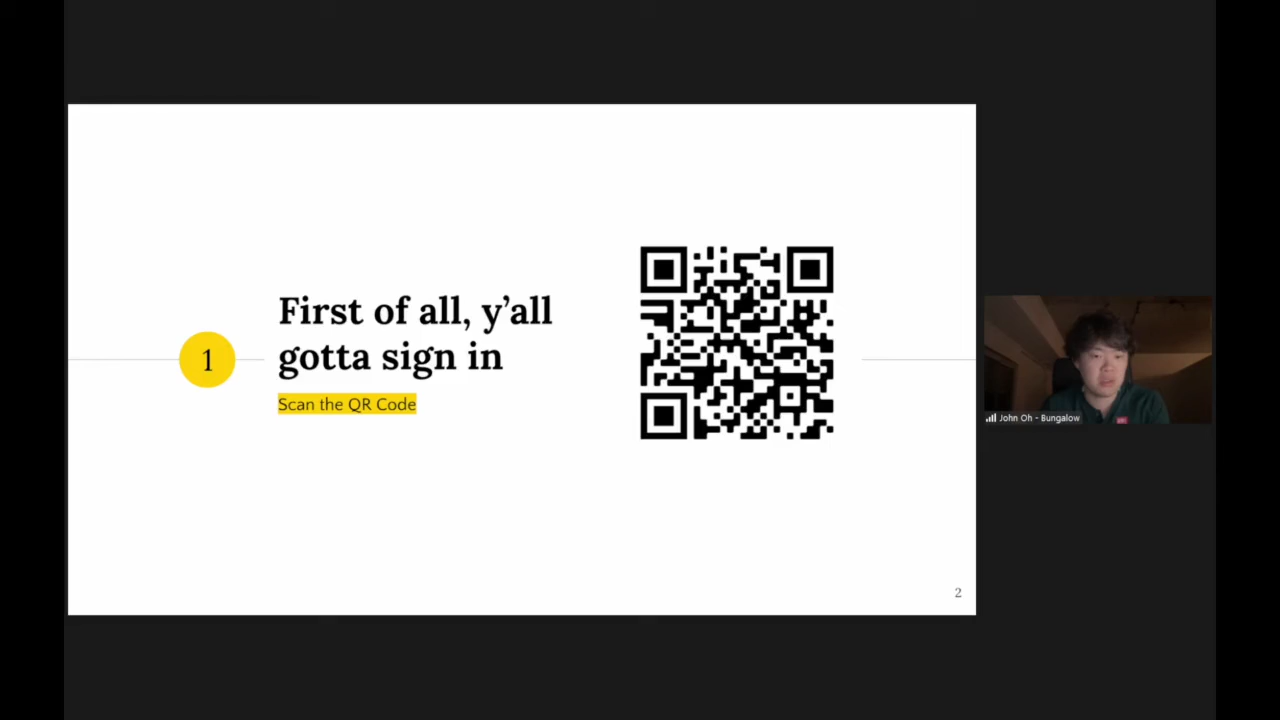 First of all, y’all
gotta sign in
1
Scan the QR Code
John Oh - Bungalow
2